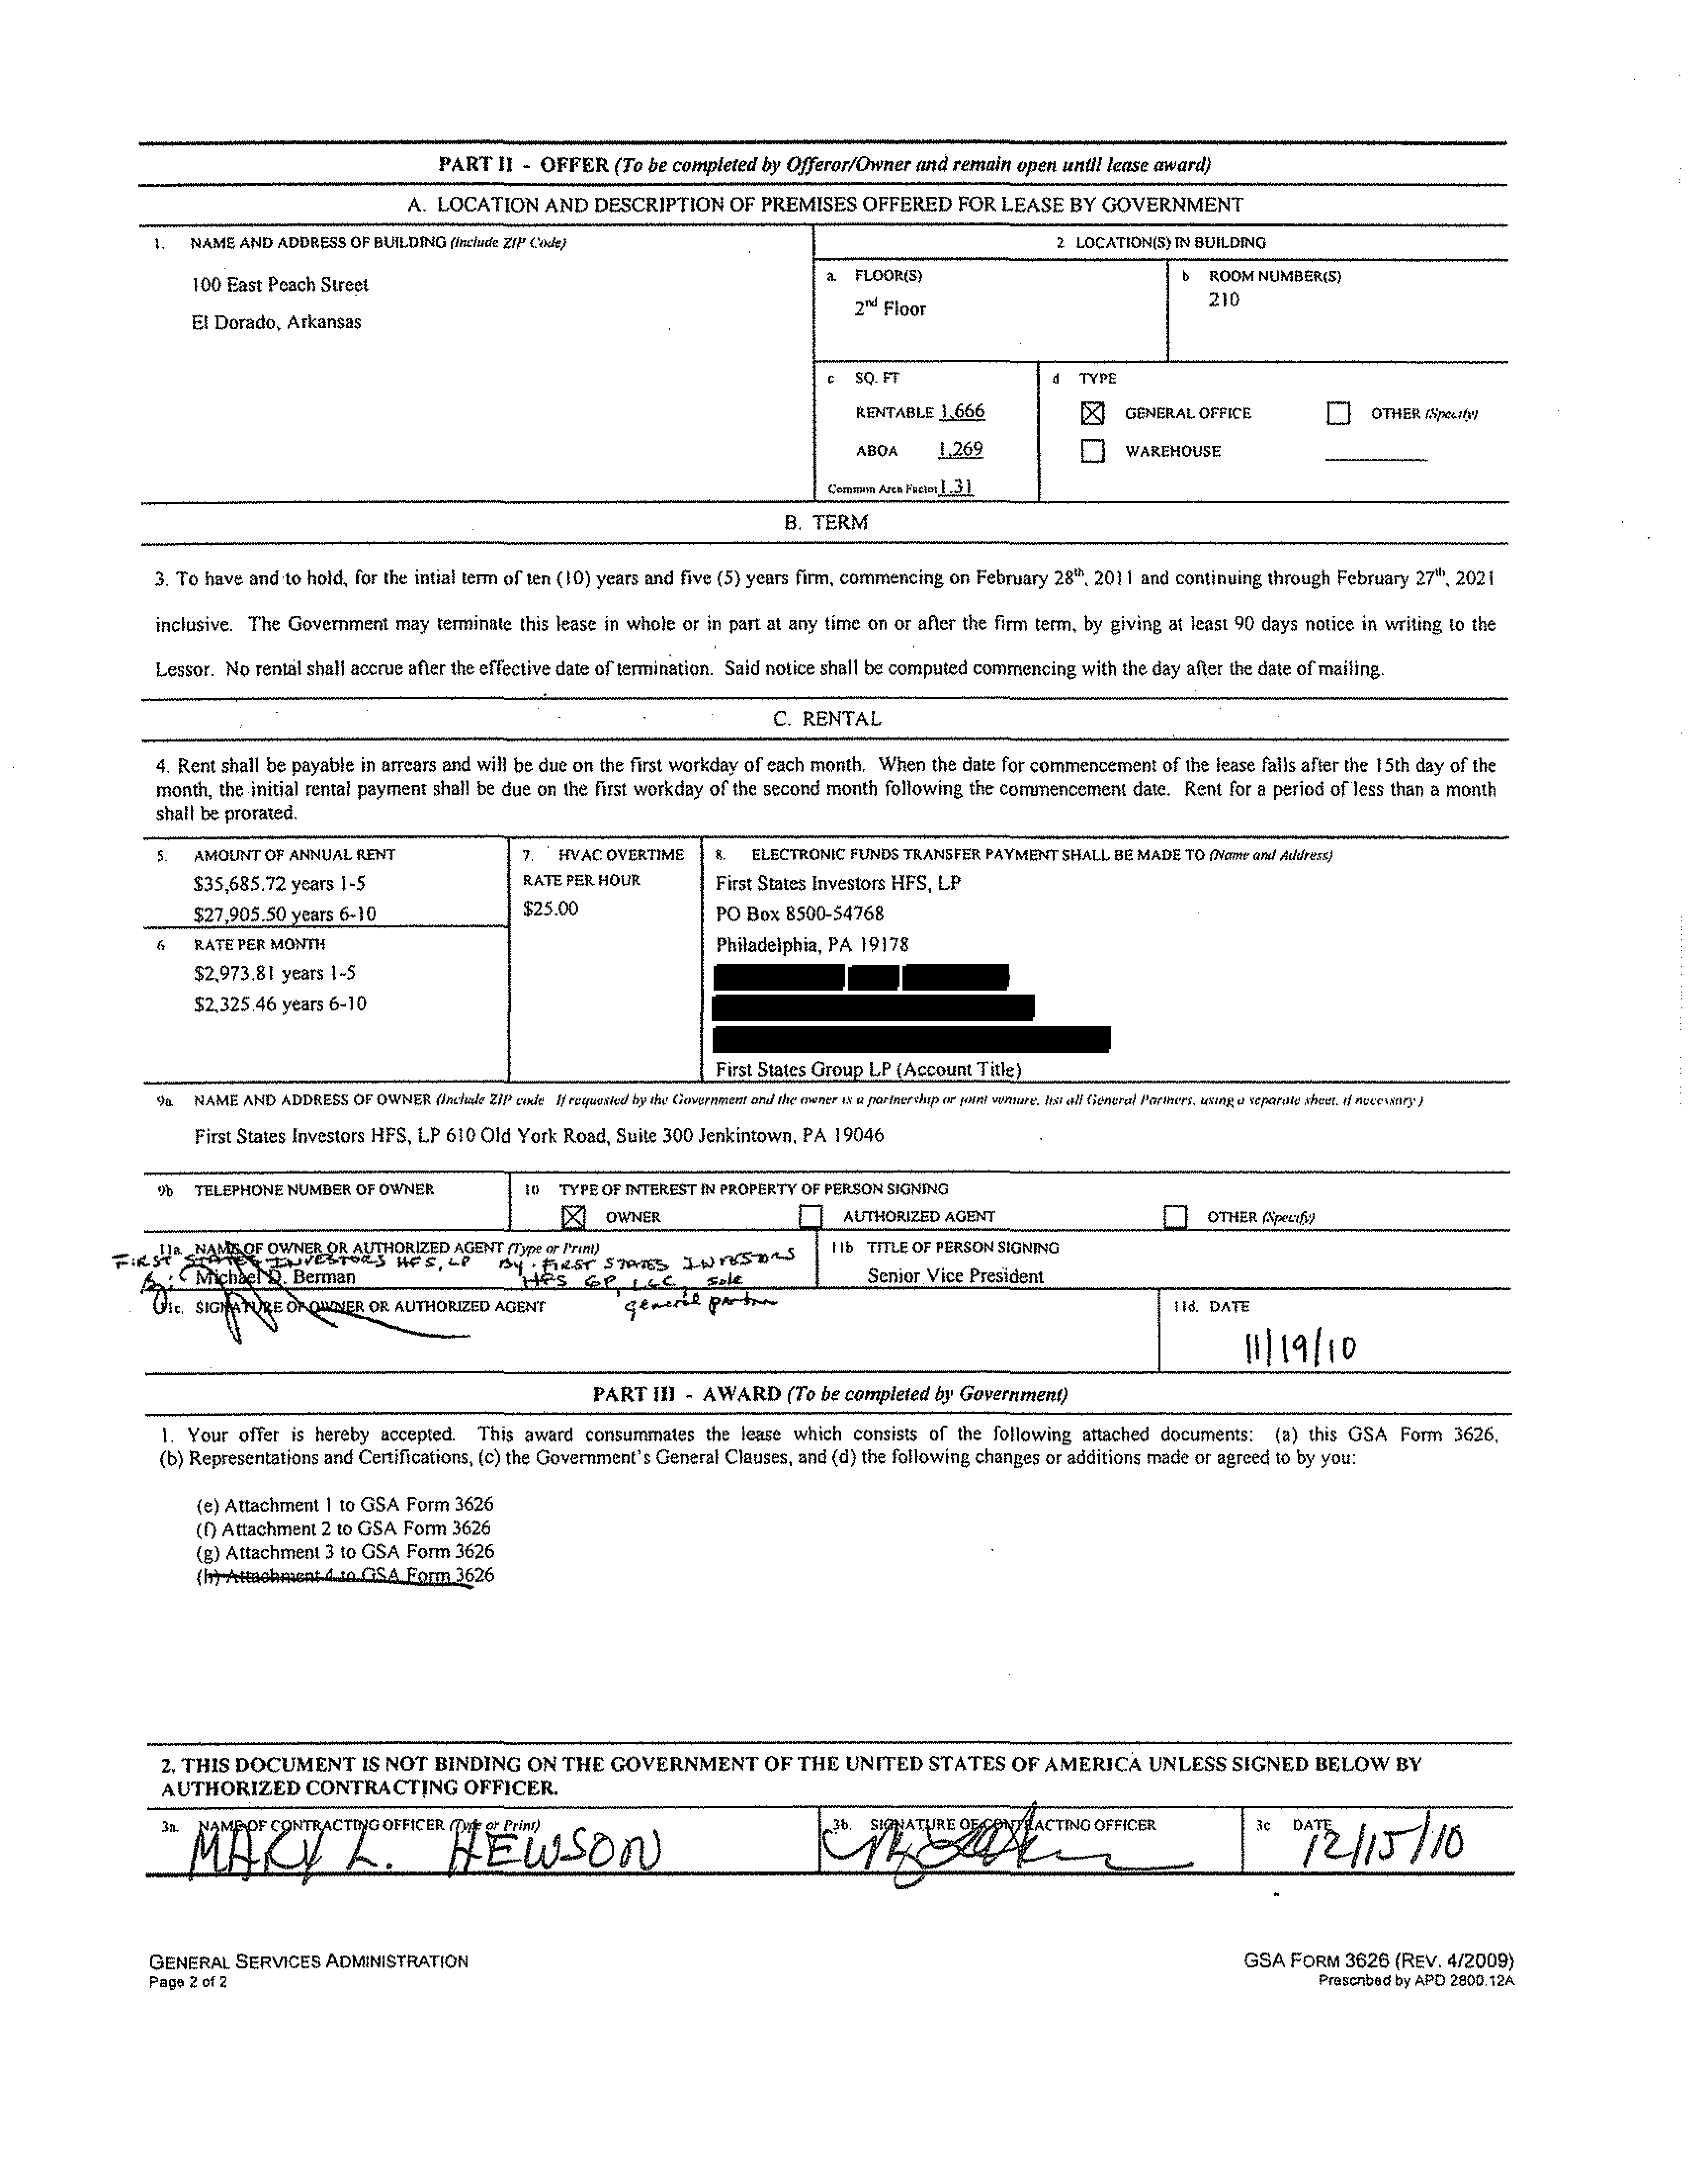 PART II - OFFER (To be completed by Offeror/Owner and remain open until lease award)
A. LOCATION AND DESCRIPTION OF PREMISES OFFERED FOR LEASE BY GOVERNMENT
1. NAME AND ADDRESS OF BUILDING (Include ZIP Code)
100 East Peach Street
El Dorado, Arkansas
2 LOCATION(S) IN BUILDING
a. FLOOR(S)
2nd Floor
b ROOM NUMBER(S)
210
c SQ. FT
RENTABLE 1,666
ABOA 1,269
Common Area Factor 1.31
d TYPE
☒ GENERAL OFFICE ☐ OTHER (Specify)
☐ WAREHOUSE
B. TERM
3. To have and to hold, for the intial term of ten (10) years and five (5) years firm, commencing on February 28th, 2011 and continuing through February 27th, 2021
inclusive. The Government may terminate this lease in whole or in part at any time on or after the firm term, by giving at least 90 days notice in writing to the
Lessor. No rental shall accrue after the effective date of termination. Said notice shall be computed commencing with the day after the date of mailing.
C. RENTAL
4. Rent shall be payable in arrears and will be due on the first workday of each month. When the date for commencement of the lease falls after the 15th day of the
month, the initial rental payment shall be due on the first workday of the second month following the commencement date. Rent for a period of less than a month
shall be prorated.
5. AMOUNT OF ANNUAL RENT
$35,685.72 years 1-5
$27,905.50 years 6-10
6 RATE PER MONTH
$2,973.81 years 1-5
$2,325.46 years 6-10
7. HVAC OVERTIME
RATE PER HOUR
$25.00
8. ELECTRONIC FUNDS TRANSFER PAYMENT SHALL BE MADE TO (Name and Address)
First States Investors HFS, LP
PO Box 8500-54768
Philadelphia, PA 19178
First States Group LP (Account Title)
9a NAME AND ADDRESS OF OWNER (Include ZIP code If requested by the Government and the owner is a partnership or joint venture, list all General Partners, using a separate sheet, if necessary)
First States Investors HFS, LP 610 Old York Road, Suite 300 Jenkintown, PA 19046
9b TELEPHONE NUMBER OF OWNER
10 TYPE OF INTEREST IN PROPERTY OF PERSON SIGNING
☒ OWNER ☐ AUTHORIZED AGENT ☐ OTHER (Specify)
11a. NAME OF OWNER OR AUTHORIZED AGENT (Type or Print)
FIRST STATES INVESTORS HFS, LP By: FIRST STATES INVESTORS
By: Michael D. Berman HFS GP, LLC, sole
general partner
11b TITLE OF PERSON SIGNING
Senior Vice President
11c. SIGNATURE OF OWNER OR AUTHORIZED AGENT
11d. DATE
11/19/10
PART III - AWARD (To be completed by Government)
1. Your offer is hereby accepted. This award consummates the lease which consists of the following attached documents: (a) this GSA Form 3626,
(b) Representations and Certifications, (c) the Government's General Clauses, and (d) the following changes or additions made or agreed to by you:
(e) Attachment 1 to GSA Form 3626
(f) Attachment 2 to GSA Form 3626
(g) Attachment 3 to GSA Form 3626
(h) Attachment 4 to GSA Form 3626
2. THIS DOCUMENT IS NOT BINDING ON THE GOVERNMENT OF THE UNITED STATES OF AMERICA UNLESS SIGNED BELOW BY
AUTHORIZED CONTRACTING OFFICER.
3a. NAME OF CONTRACTING OFFICER (Type or Print)
MARY L. HEWSON
3b. SIGNATURE OF CONTRACTING OFFICER
3c DATE
12/15/10
GENERAL SERVICES ADMINISTRATION
Page 2 of 2
GSA FORM 3626 (REV. 4/2009)
Prescribed by APD 2800.12A